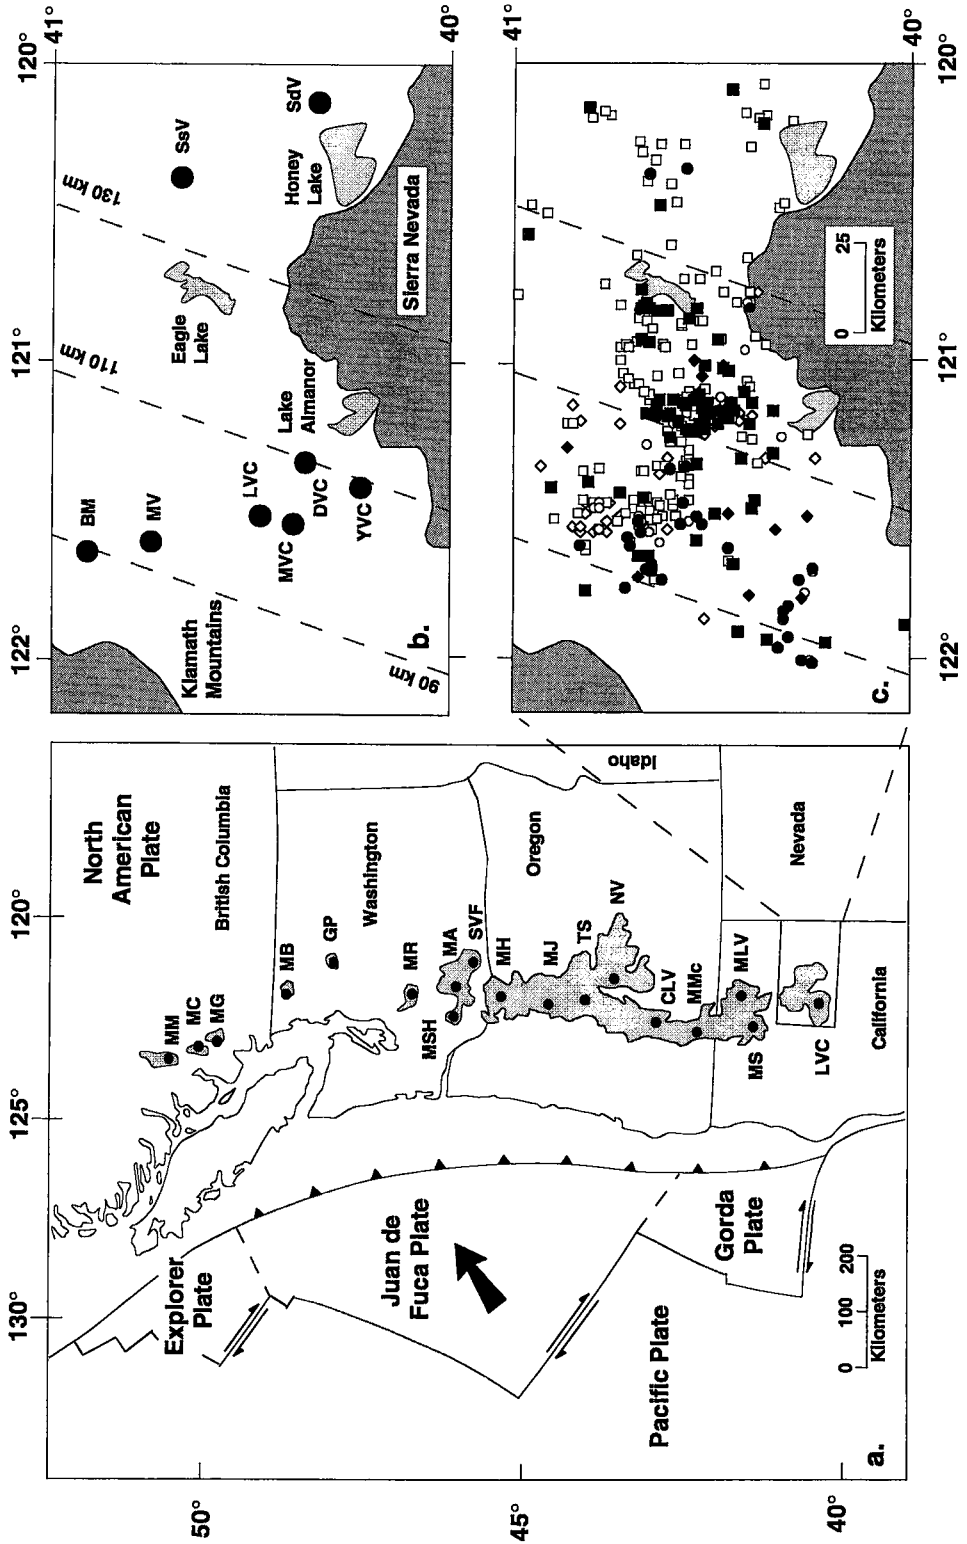 130°
125°
120°
50°
45°
40°
North
American
Plate
British Columbia
Washington
Oregon
Idaho
Nevada
California
Explorer
Plate
Juan de
Fuca Plate
Gorda
Plate
Pacific Plate
MM
MC
MG
MB
GP
MR
MA
SVF
MSH
MH
MJ
TS
NV
CLV
MMc
MLV
MS
LVC
0 100 200
Kilometers
a.
122°
121°
120°
41°
40°
Klamath
Mountains
90 km
110 km
130 km
BM
MV
LVC
MVC
DVC
YVC
Lake
Almanor
Eagle
Lake
Honey
Lake
SsV
SdV
Sierra Nevada
b.
41°
40°
122°
121°
120°
0 25
Kilometers
c.